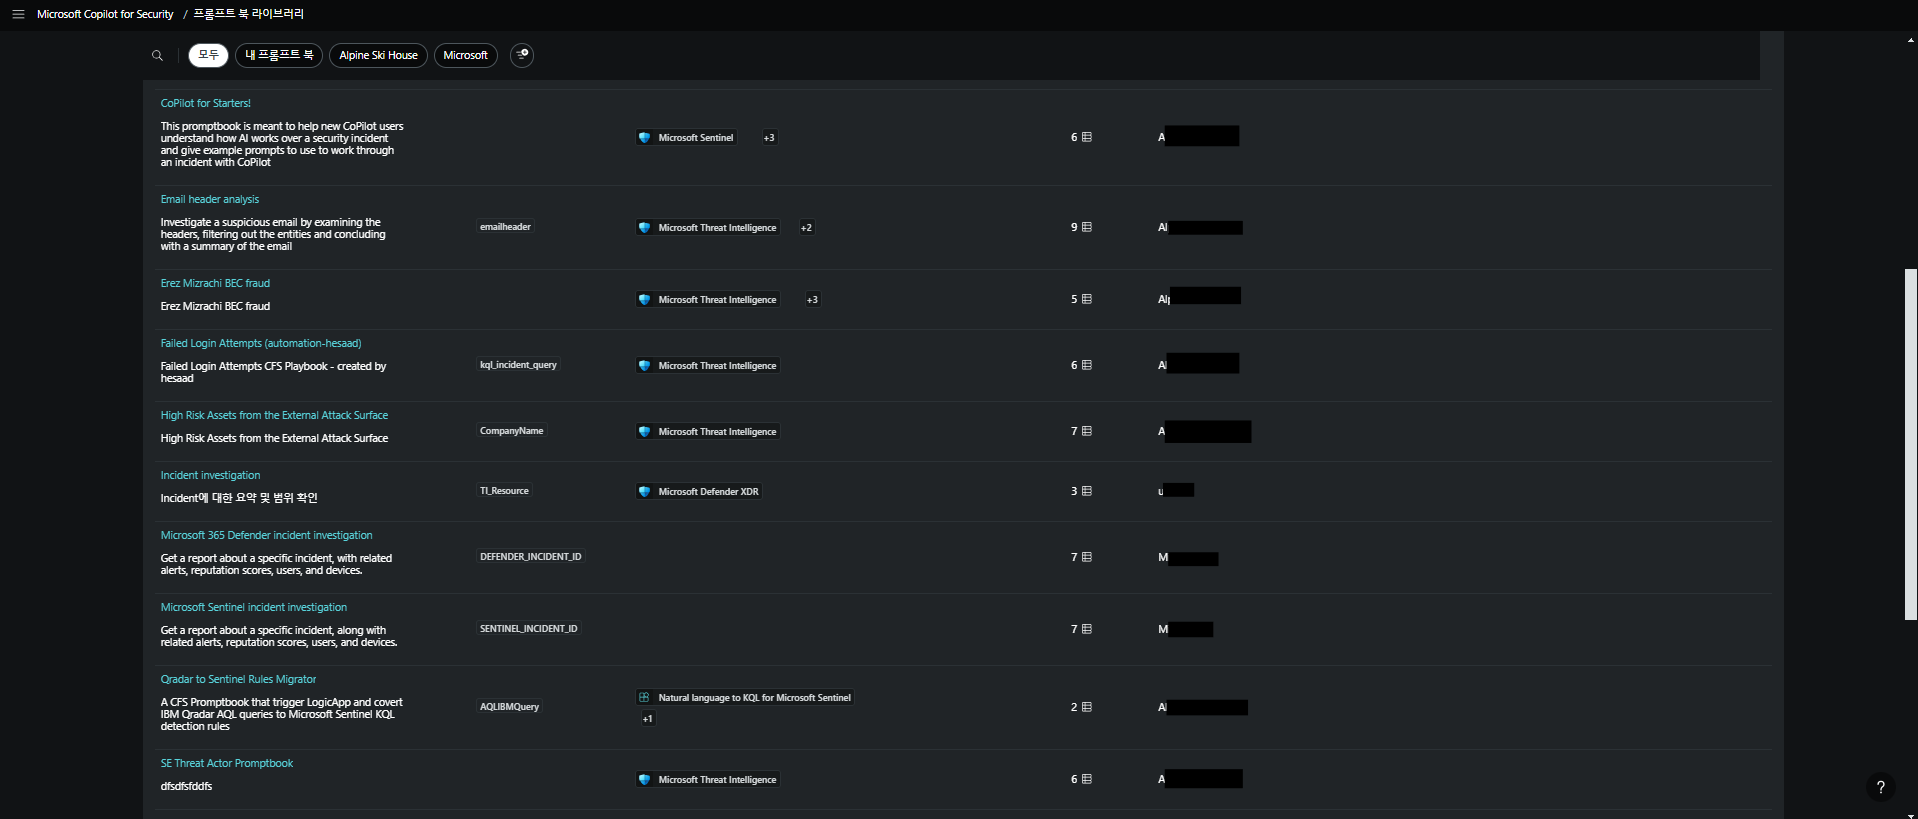 Microsoft Copilot for Security / 프롬프트 북 라이브러리
모두 내 프롬프트 북 Alpine Ski House Microsoft
CoPilot for Starters!
This promptbook is meant to help new CoPilot users
understand how AI works over a security incident
and give example prompts to use to work through
an incident with CoPilot
Microsoft Sentinel +3 6 A
Email header analysis
Investigate a suspicious email by examining the
headers, filtering out the entities and concluding
with a summary of the email
emailheader Microsoft Threat Intelligence +2 9 Al
Erez Mizrachi BEC fraud
Erez Mizrachi BEC fraud
Microsoft Threat Intelligence +3 5 Alp
Failed Login Attempts (automation-hesaad)
Failed Login Attempts CFS Playbook - created by
hesaad
kql_incident_query Microsoft Threat Intelligence 6 Al
High Risk Assets from the External Attack Surface
High Risk Assets from the External Attack Surface
CompanyName Microsoft Threat Intelligence 7 A
Incident investigation
Incident에 대한 요약 및 범위 확인
TI_Resource Microsoft Defender XDR 3 u
Microsoft 365 Defender incident investigation
Get a report about a specific incident, with related
alerts, reputation scores, users, and devices.
DEFENDER_INCIDENT_ID 7 M
Microsoft Sentinel incident investigation
Get a report about a specific incident, along with
related alerts, reputation scores, users, and devices.
SENTINEL_INCIDENT_ID 7 M
Qradar to Sentinel Rules Migrator
A CFS Promptbook that trigger LogicApp and covert
IBM Qradar AQL queries to Microsoft Sentinel KQL
detection rules
AQLIBMQuery Natural language to KQL for Microsoft Sentinel
+1
2 Al
SE Threat Actor Promptbook
dfsdfsfddfs
Microsoft Threat Intelligence 6 A
?